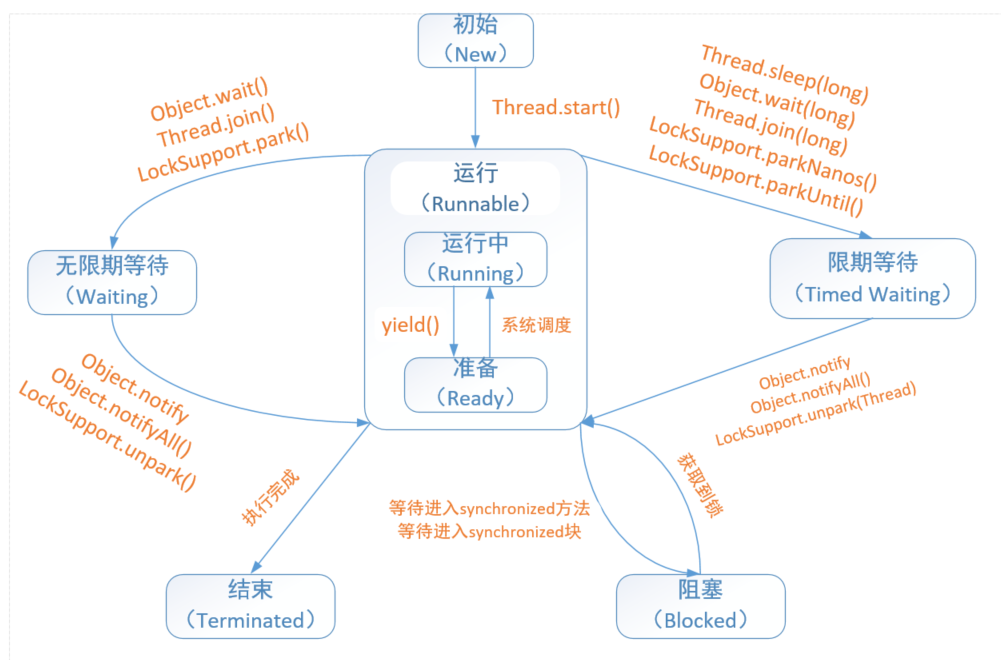 初始
（New）
Thread.start()
Object.wait()
Thread.join()
LockSupport.park()
Thread.sleep(long)
Object.wait(long)
Thread.join(long)
LockSupport.parkNanos()
LockSupport.parkUntil()
运行
（Runnable）
运行中
（Running）
yield()
系统调度
准备
（Ready）
无限期等待
（Waiting）
限期等待
（Timed Waiting）
Object.notify
Object.notifyAll()
LockSupport.unpark()
Object.notify
Object.notifyAll()
LockSupport.unpark(Thread)
执行完成
等待进入synchronized方法
等待进入synchronized块
获取到锁
结束
（Terminated）
阻塞
（Blocked）